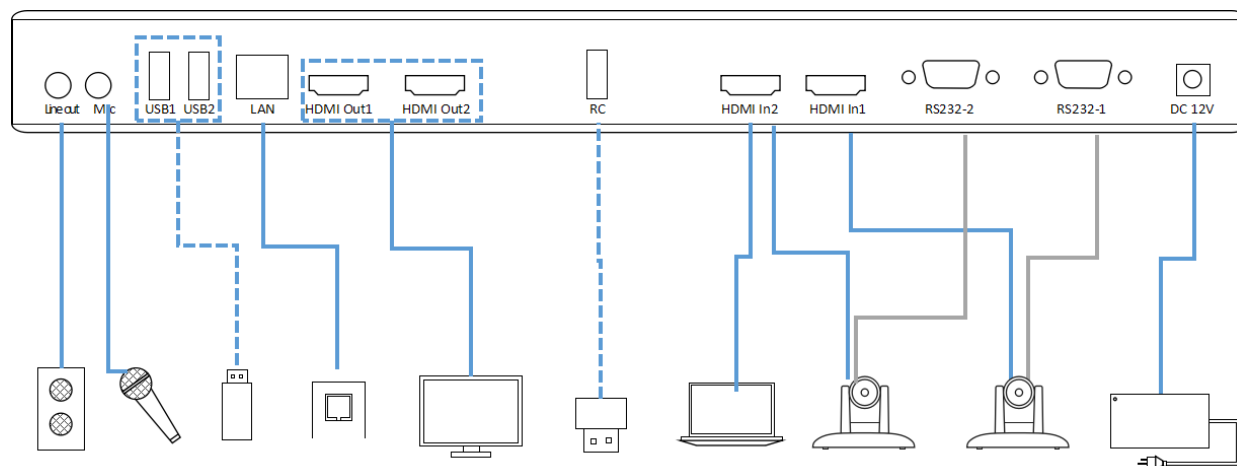 Line out
Mic
USB1
USB2
LAN
HDMI Out1
HDMI Out2
RC
HDMI In2
HDMI In1
RS232-2
RS232-1
DC 12V